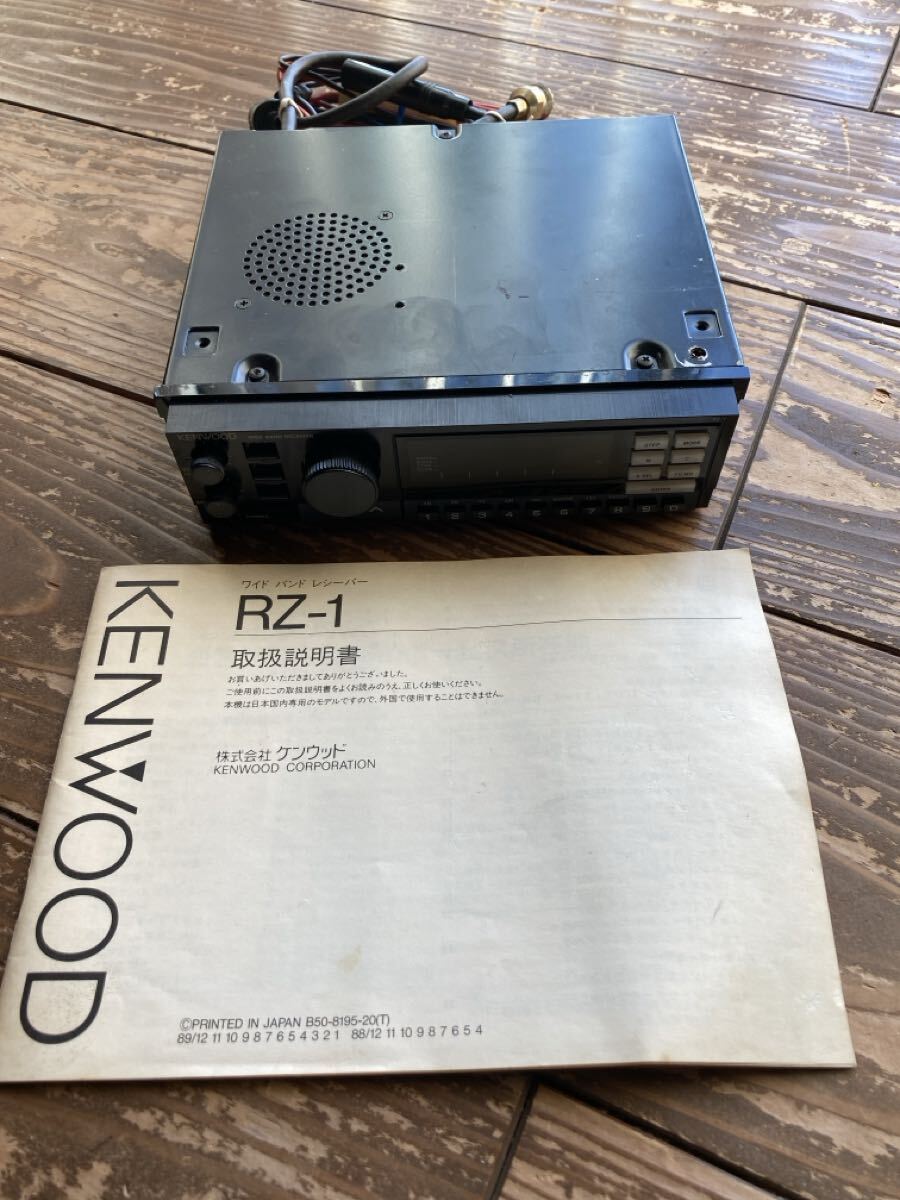 KENWOOD
WIDE BAND RECEIVER
STEP
MODE
M
C
1 2 3 4 5 6 7 8 9 0
KENWOOD
ワイド バンド レシーバー
RZ-1
取扱説明書
お買いあげいただきましてありがとうございました。
ご使用前にこの取扱説明書をよくお読みのうえ、正しくお使いください。
本機は日本国内専用のモデルですので、外国で使用することはできません。
株式会社 ケンウッド
KENWOOD CORPORATION
©PRINTED IN JAPAN B50-8195-20(T)
89/12 11 10 9 8 7 6 5 4 3 2 1 88/12 11 10 9 8 7 6 5 4